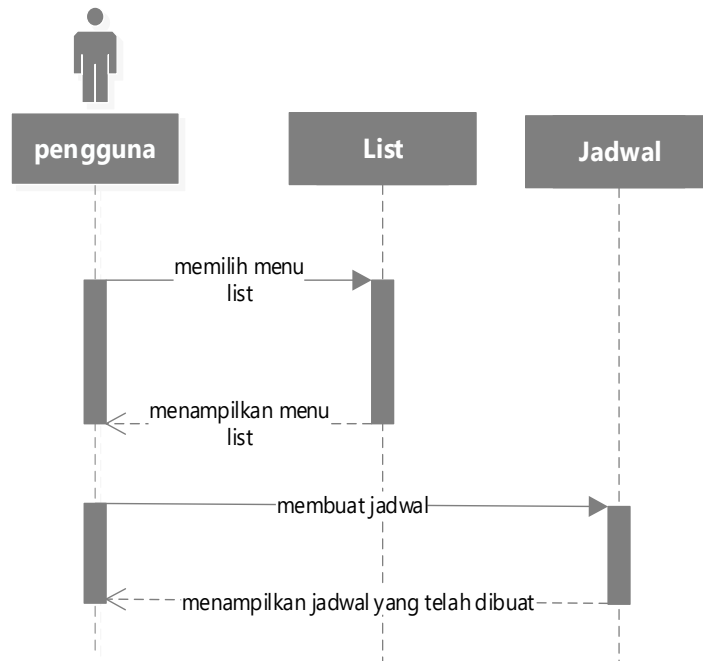 pengguna
List
Jadwal
memilih menu
list
menampilkan menu
list
membuat jadwal
menampilkan jadwal yang telah dibuat